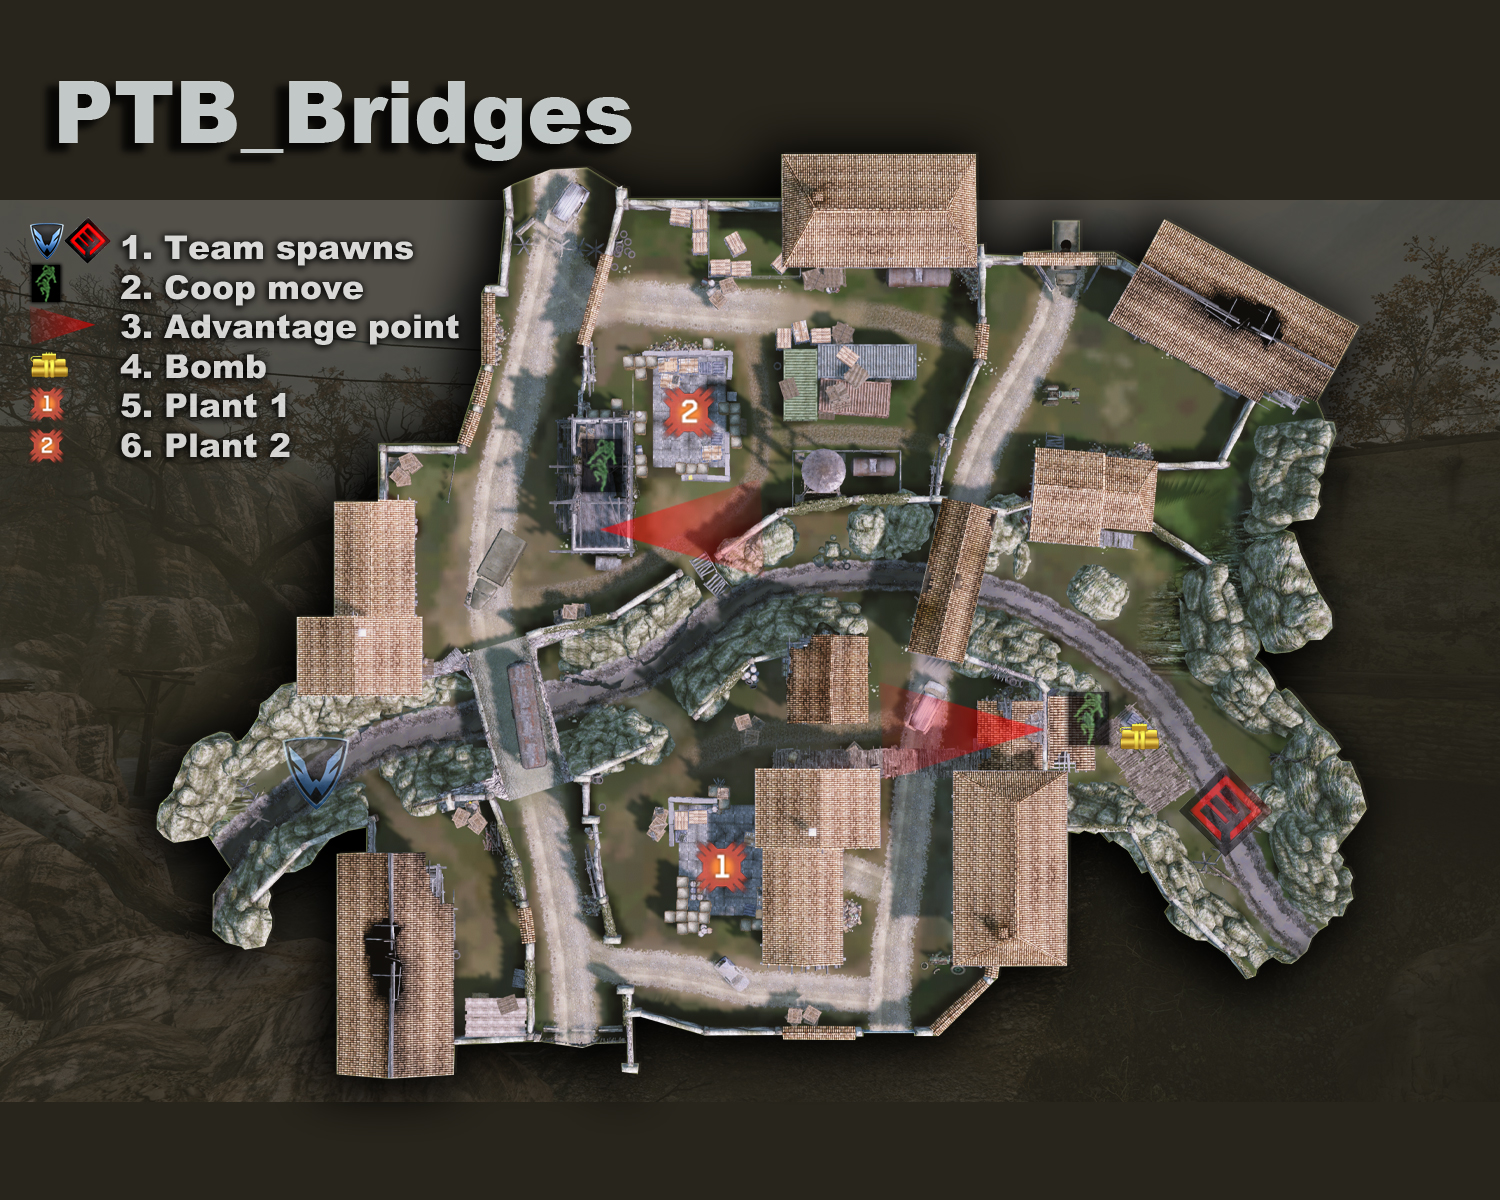 PTB_Bridges
1. Team spawns
2. Coop move
3. Advantage point
4. Bomb
1 5. Plant 1
2 6. Plant 2
2
1